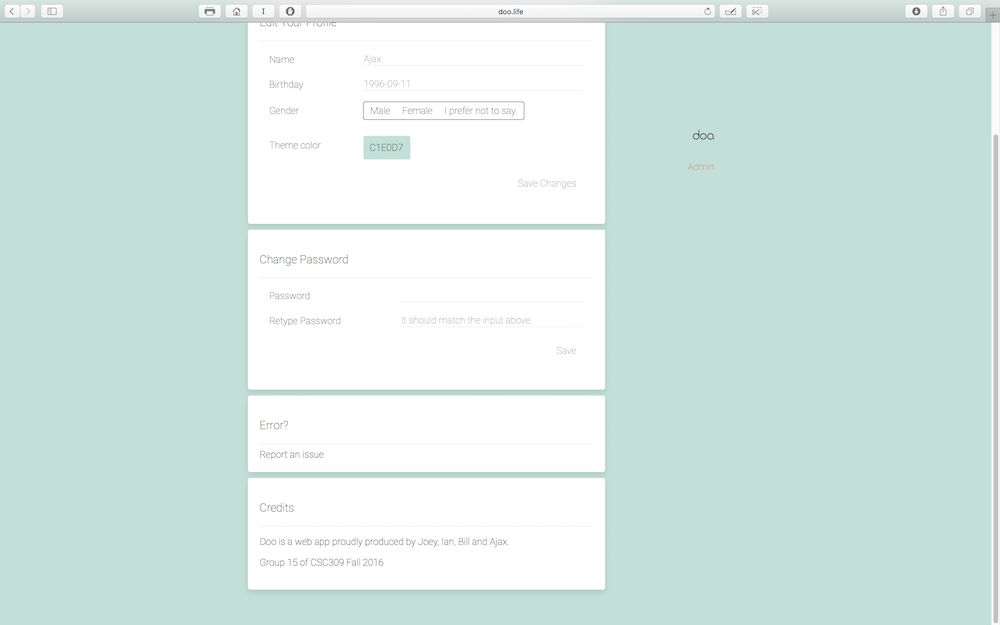 doo.life
Edit Your Profile
Name
Ajax
Birthday
1996-09-11
Gender
Male Female I prefer not to say.
Theme color
C1E0D7
Save Changes
doo.
Admin
Change Password
Password
Retype Password
It should match the input above.
Save
Error?
Report an issue
Credits
Doo is a web app proudly produced by Joey, Ian, Bill and Ajax.
Group 15 of CSC309 Fall 2016